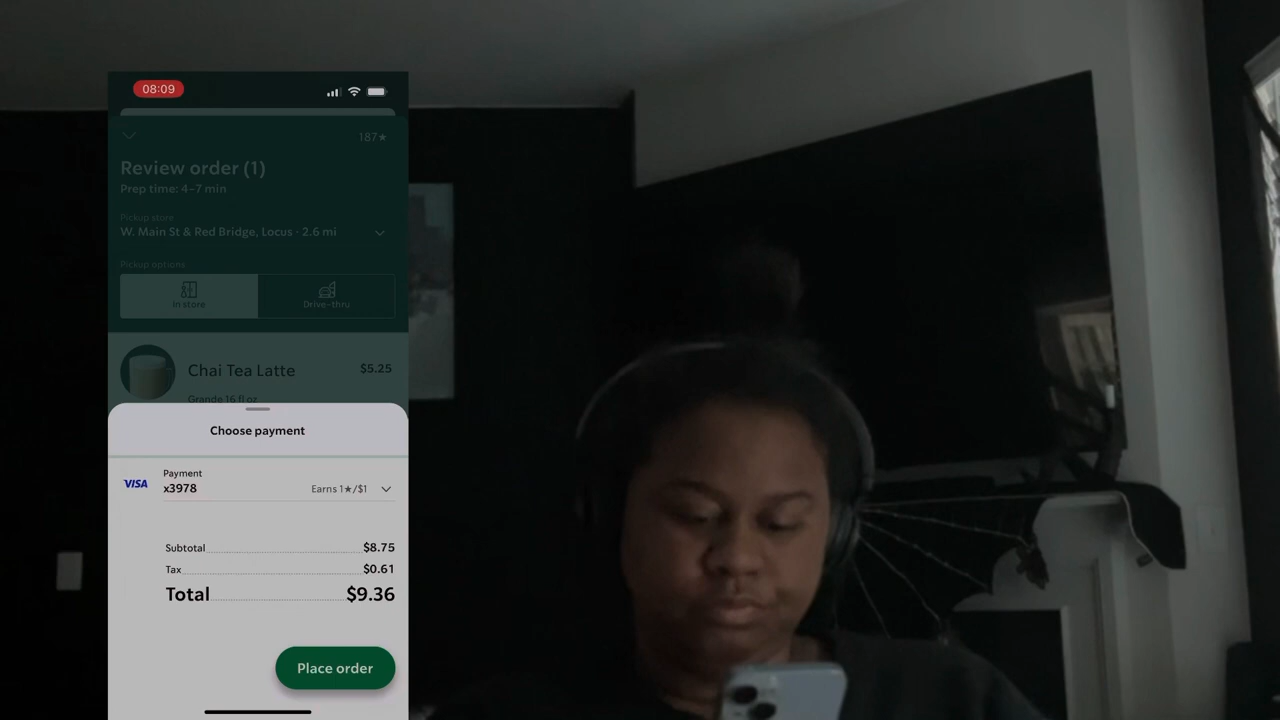 08:09
187★
Review order (1)
Prep time: 4–7 min
Pickup store
W. Main St & Red Bridge, Locus · 2.6 mi
Pickup options
In store
Drive-thru
Chai Tea Latte
$5.25
Grande 16 fl oz
Choose payment
VISA
Payment
x3978
Earns 1★/$1
Subtotal $8.75
Tax $0.61
Total $9.36
Place order